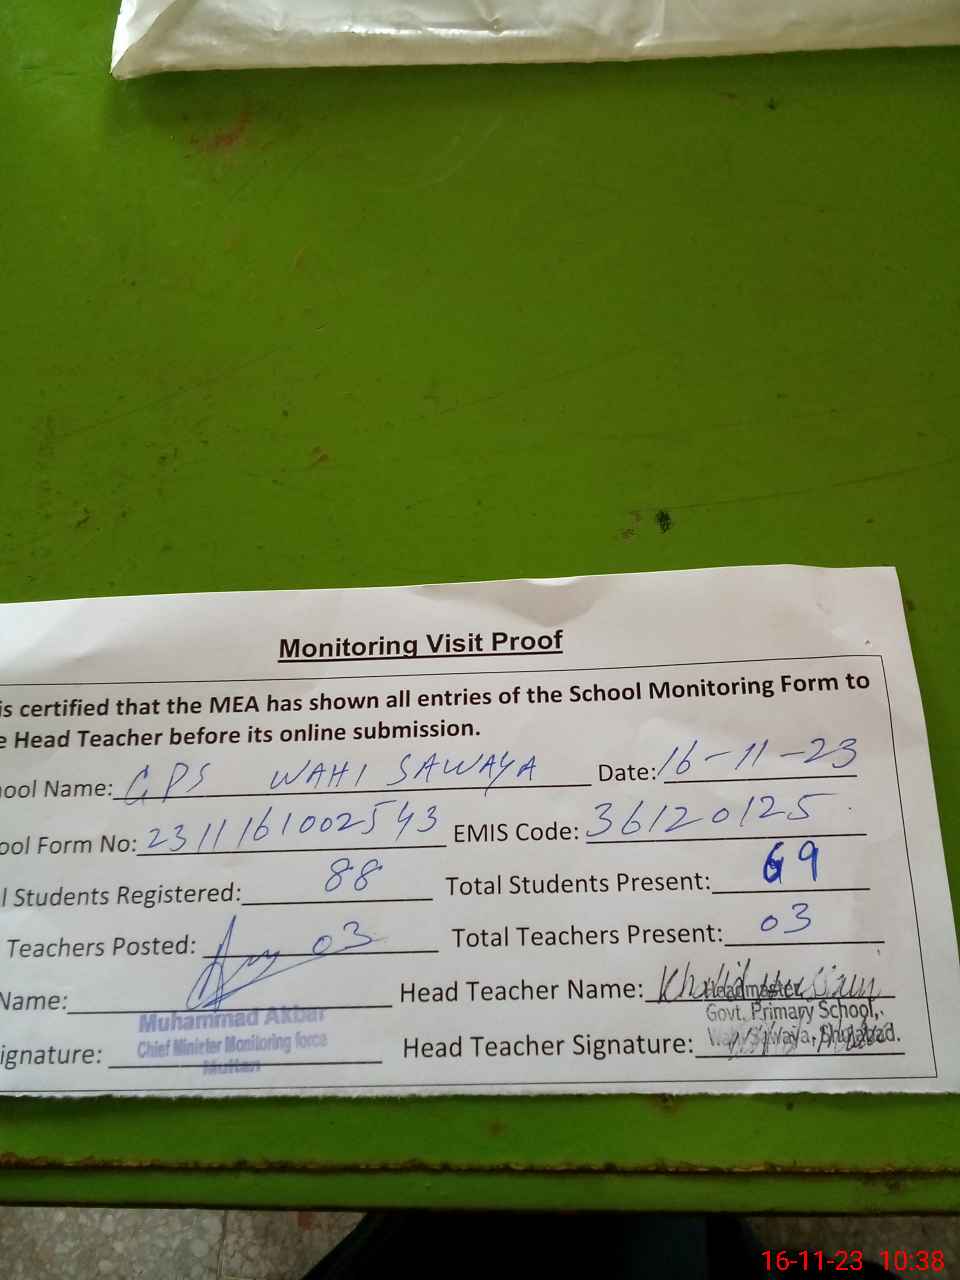 Monitoring Visit Proof
is certified that the MEA has shown all entries of the School Monitoring Form to
e Head Teacher before its online submission.
ool Name: GPS WAHI SAWAYA Date: 16-11-23
ool Form No: 2311161002543 EMIS Code: 36120125
l Students Registered: 88 Total Students Present: 69
Teachers Posted: 03 Total Teachers Present: 03
Name: Head Teacher Name: Khalil
Headmaster
Muhammad Akbar Govt. Primary School,
ignature: Chief Minister Monitoring force Head Teacher Signature: Wahi Sawaya, Shujabad.
Multan
16-11-23 10:38